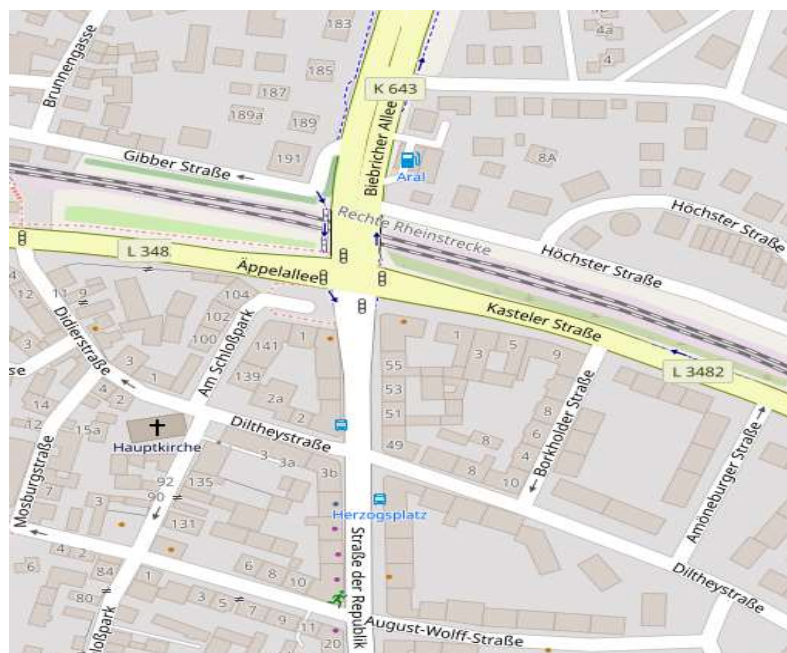 183
4a
4
Brunnengasse
185
K 643
187
189a
189
Biebricher Allee
191
8A
Gibber Straße
Aral
Rechte Rheinstrecke
Höchster Straße
Höchster Straße
L 348
Äppelallee
Kasteler Straße
L 3482
12
11
9
104
102
100
Am Schloßpark
141
1
139
2a
2
Didierstraße
3
1
4
2
55
53
51
49
1
3
5
9
8
4
6
8
8
8
10
Borkholder Straße
Amöneburger Straße
Diltheystraße
14
12
15a
Hauptkirche
Mosburgstraße
3
3a
3b
92
90
135
131
7
3
Herzogsplatz
Straße der Republik
Diltheystraße
6
4
2
84
80
1
3
5
7
9
11
6
8
10
20
August-Wolff-Straße